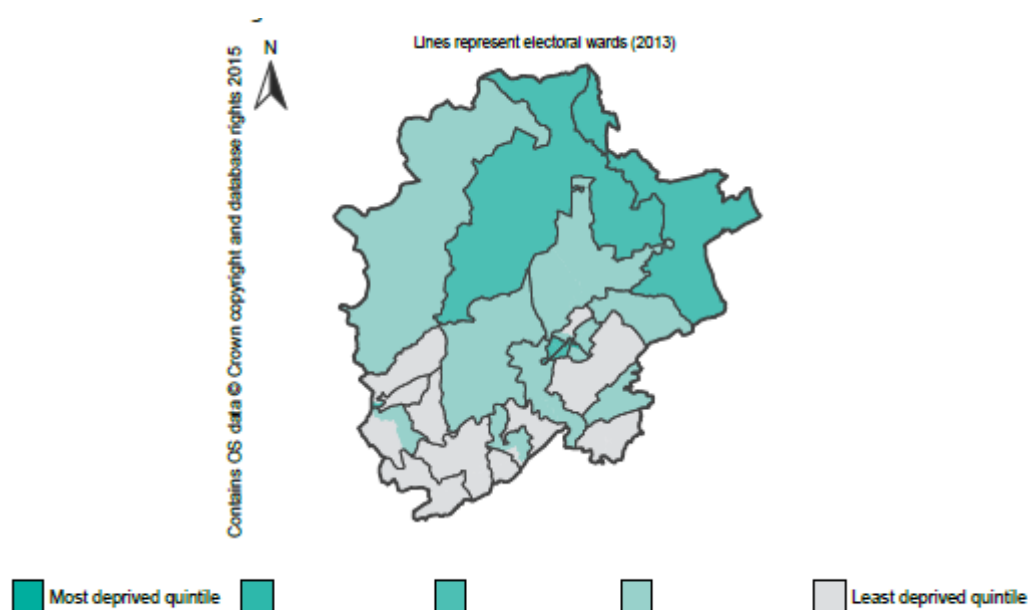 Lines represent electoral wards (2013)
N
Contains OS data © Crown copyright and database rights 2015
Most deprived quintile
Least deprived quintile